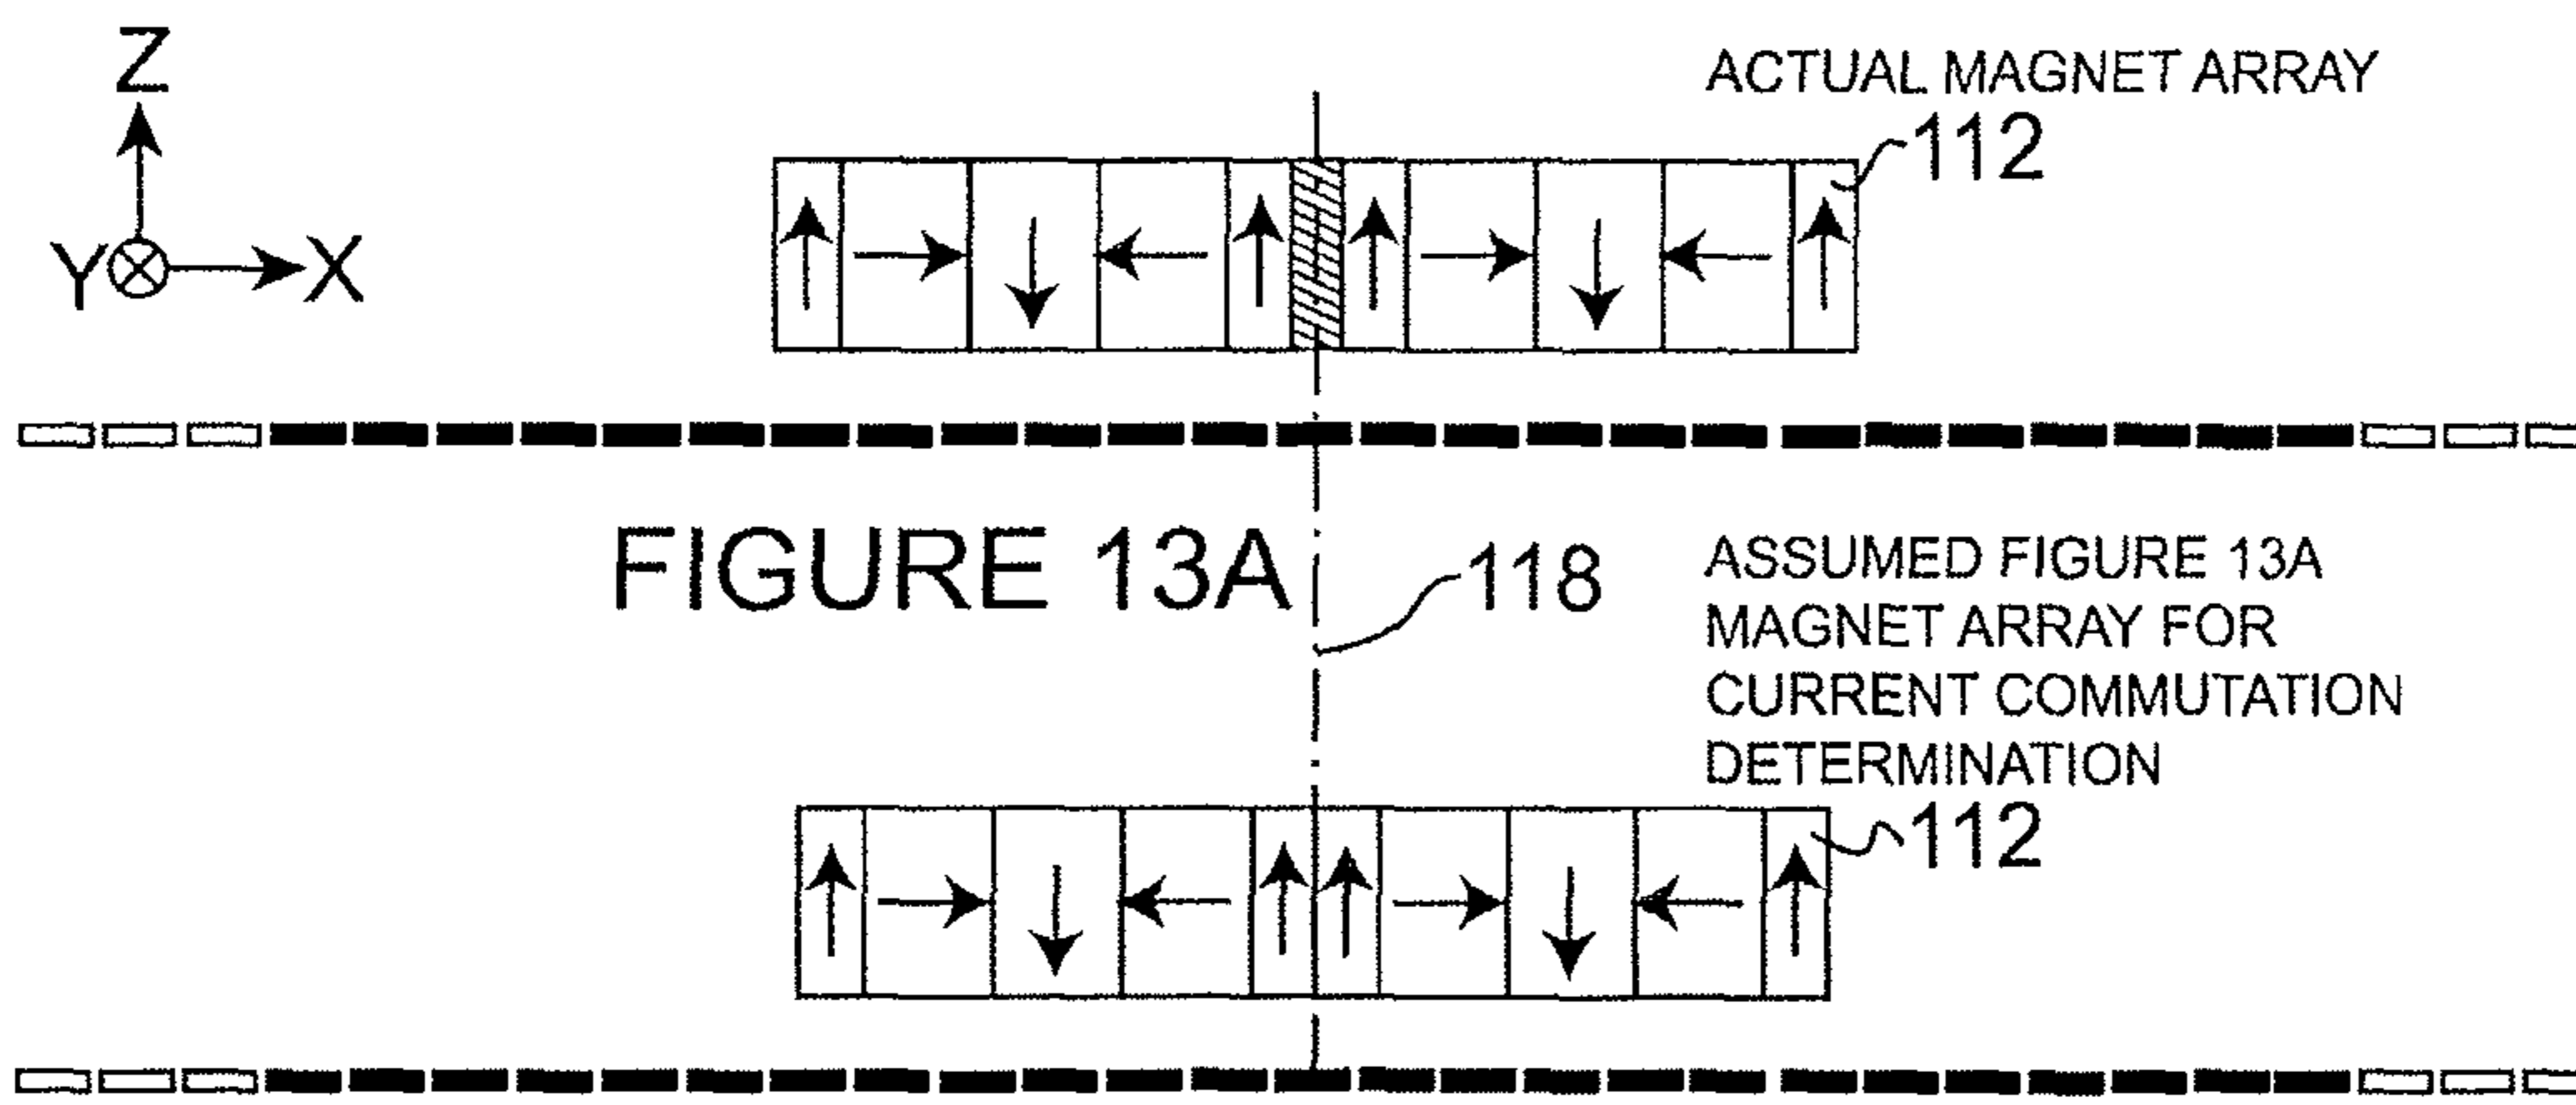 Z
Y X
ACTUAL MAGNET ARRAY
112
FIGURE 13A
118
ASSUMED FIGURE 13A
MAGNET ARRAY FOR
CURRENT COMMUTATION
DETERMINATION
112